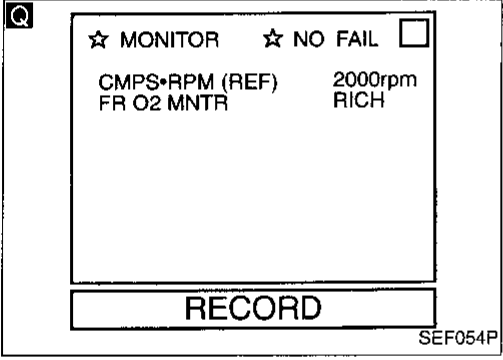 Q
☆ MONITOR ☆ NO FAIL
CMPS•RPM (REF) 2000rpm
FR O2 MNTR RICH
RECORD
SEF054P